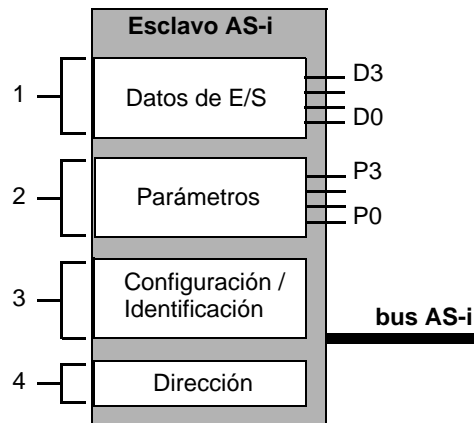 Esclavo AS-i
1
Datos de E/S
D3
D0
2
Parámetros
P3
P0
3
Configuración /
Identificación
bus AS-i
4
Dirección